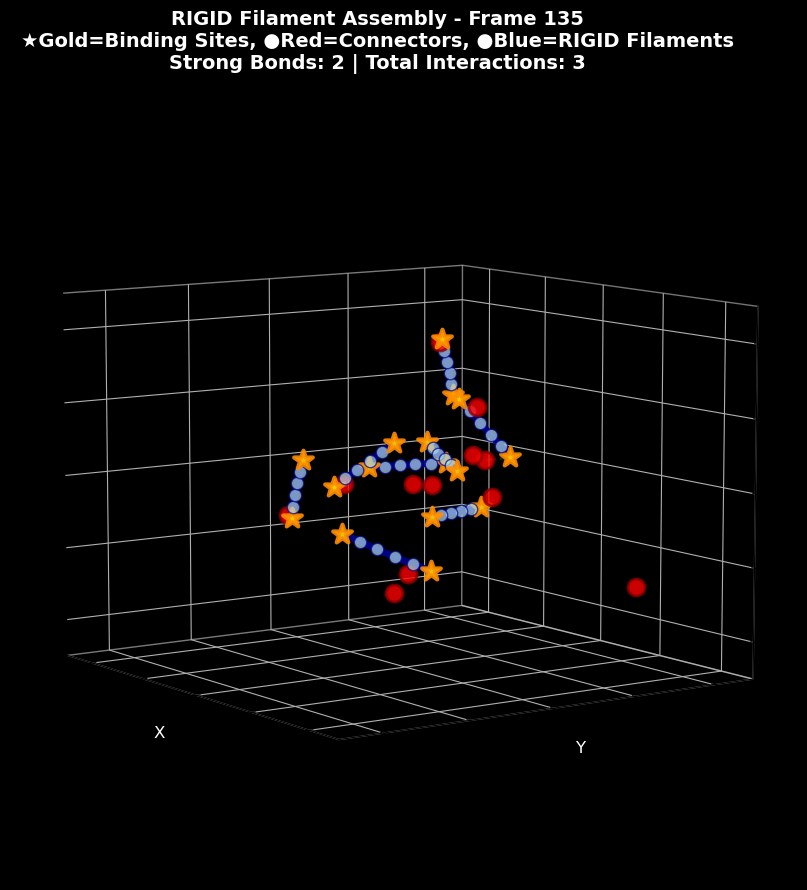 RIGID Filament Assembly - Frame 135
★Gold=Binding Sites, ●Red=Connectors, ●Blue=RIGID Filaments
Strong Bonds: 2 | Total Interactions: 3
X
Y